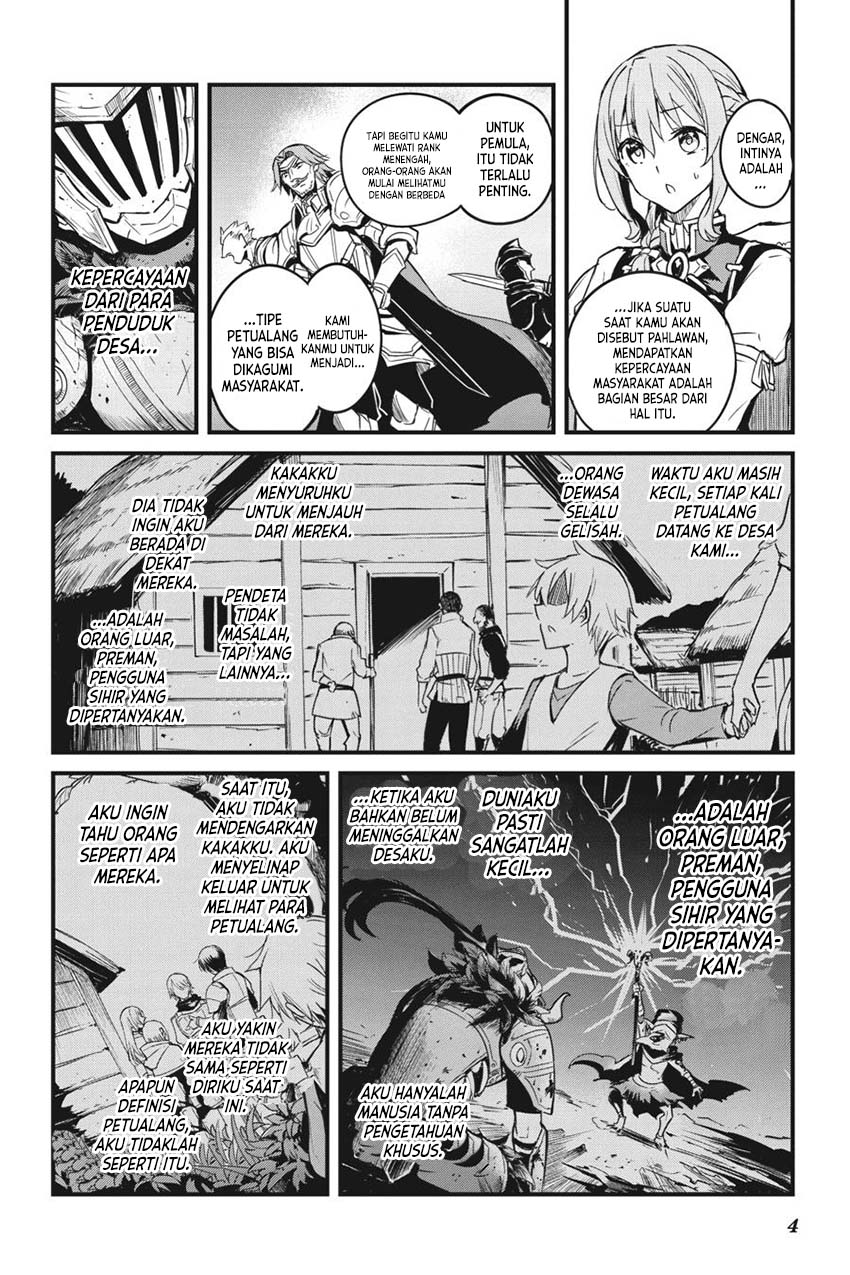 DENGAR,
INTINYA
ADALAH
...
...JIKA SUATU
SAAT KAMU AKAN
DISEBUT PAHLAWAN,
MENDAPATKAN
KEPERCAYAAN
MASYARAKAT ADALAH
BAGIAN BESAR DARI
HAL ITU.
UNTUK
PEMULA,
ITU TIDAK
TERLALU
PENTING.
TAPI BEGITU KAMU
MELEWATI RANK
MENENGAH,
ORANG-ORANG AKAN
MULAI MELIHATMU
DENGAN BERBEDA
KAMI
MEMBUTUH-
KANMU UNTUK
MENJADI...
...TIPE
PETUALANG
YANG BISA
DIKAGUMI
MASYARAKAT.
KEPERCAYAAN
DARI PARA
PENDUDUK
DESA...
WAKTU AKU MASIH
KECIL, SETIAP KALI
PETUALANG
DATANG KE DESA
KAMI...
...ORANG
DEWASA
SELALU
GELISAH.
KAKAKKU
MENYURUHKU
UNTUK MENJAUH
DARI MEREKA.
DIA TIDAK
INGIN AKU
BERADA DI
DEKAT
MEREKA.
PENDETA
TIDAK
MASALAH,
TAPI YANG
LAINNYA...
...ADALAH
ORANG LUAR,
PREMAN,
PENGGUNA
SIHIR YANG
DIPERTANYAKAN.
...ADALAH
ORANG LUAR,
PREMAN,
PENGGUNA
SIHIR YANG
DIPERTANYA-
KAN.
DUNIAKU
PASTI
SANGATLAH
KECIL...
...KETIKA AKU
BAHKAN BELUM
MENINGGALKAN
DESAKU.
AKU HANYALAH
MANUSIA TANPA
PENGETAHUAN
KHUSUS.
SAAT ITU,
AKU TIDAK
MENDENGARKAN
KAKAKKU. AKU
MENYELINAP
KELUAR UNTUK
MELIHAT PARA
PETUALANG.
AKU INGIN
TAHU ORANG
SEPERTI APA
MEREKA.
AKU YAKIN
MEREKA TIDAK
SAMA SEPERTI
DIRIKU SAAT
INI.
APAPUN
DEFINISI
PETUALANG,
AKU TIDAKLAH
SEPERTI ITU.
4